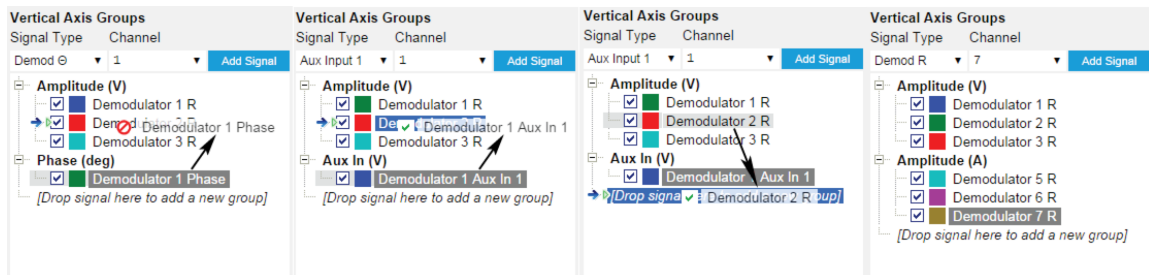 Vertical Axis Groups
Signal Type Channel
Demod Θ 1 Add Signal
Amplitude (V)
Demodulator 1 R
Demodulator 1 Phase
Demodulator 3 R
Phase (deg)
Demodulator 1 Phase
[Drop signal here to add a new group]
Vertical Axis Groups
Signal Type Channel
Aux Input 1 1 Add Signal
Amplitude (V)
Demodulator 1 R
Demodulator 1 Aux In 1
Demodulator 3 R
Aux In (V)
Demodulator 1 Aux In 1
[Drop signal here to add a new group]
Vertical Axis Groups
Signal Type Channel
Aux Input 1 1 Add Signal
Amplitude (V)
Demodulator 1 R
Demodulator 2 R
Demodulator 3 R
Aux In (V)
Demodulator 1 Aux In 1
[Drop signa Demodulator 2 R oup]
Vertical Axis Groups
Signal Type Channel
Demod R 7 Add Signal
Amplitude (V)
Demodulator 1 R
Demodulator 2 R
Demodulator 3 R
Amplitude (A)
Demodulator 5 R
Demodulator 6 R
Demodulator 7 R
[Drop signal here to add a new group]